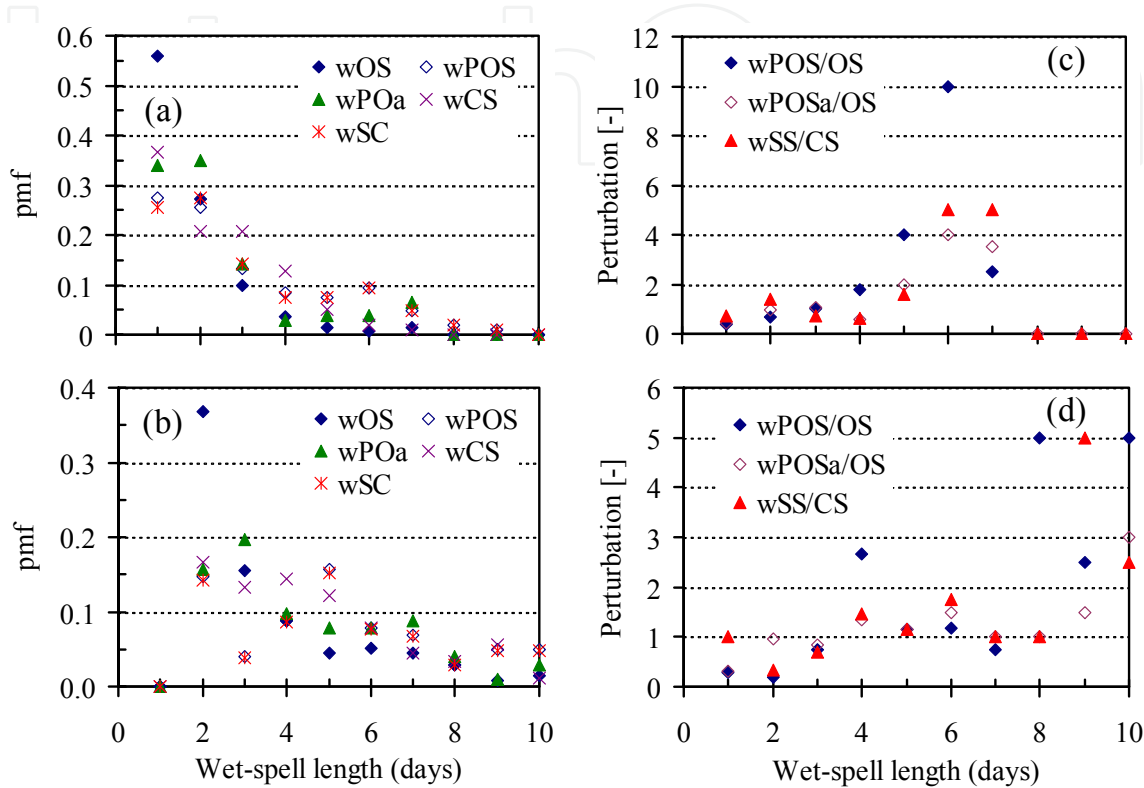 0.6
0.5
0.4
0.3
0.2
0.1
0
pmf
(a)
wOS
wPOS
wPOa
wCS
wSC
12
10
8
6
4
2
0
Perturbation [-]
(c)
wPOS/OS
wPOSa/OS
wSS/CS
0.4
0.3
0.2
0.1
0.0
pmf
(b)
wOS
wPOS
wPOa
wCS
wSC
0 2 4 6 8 10
Wet-spell length (days)
6
5
4
3
2
1
0
Perturbation [-]
(d)
wPOS/OS
wPOSa/OS
wSS/CS
0 2 4 6 8 10
Wet-spell length (days)